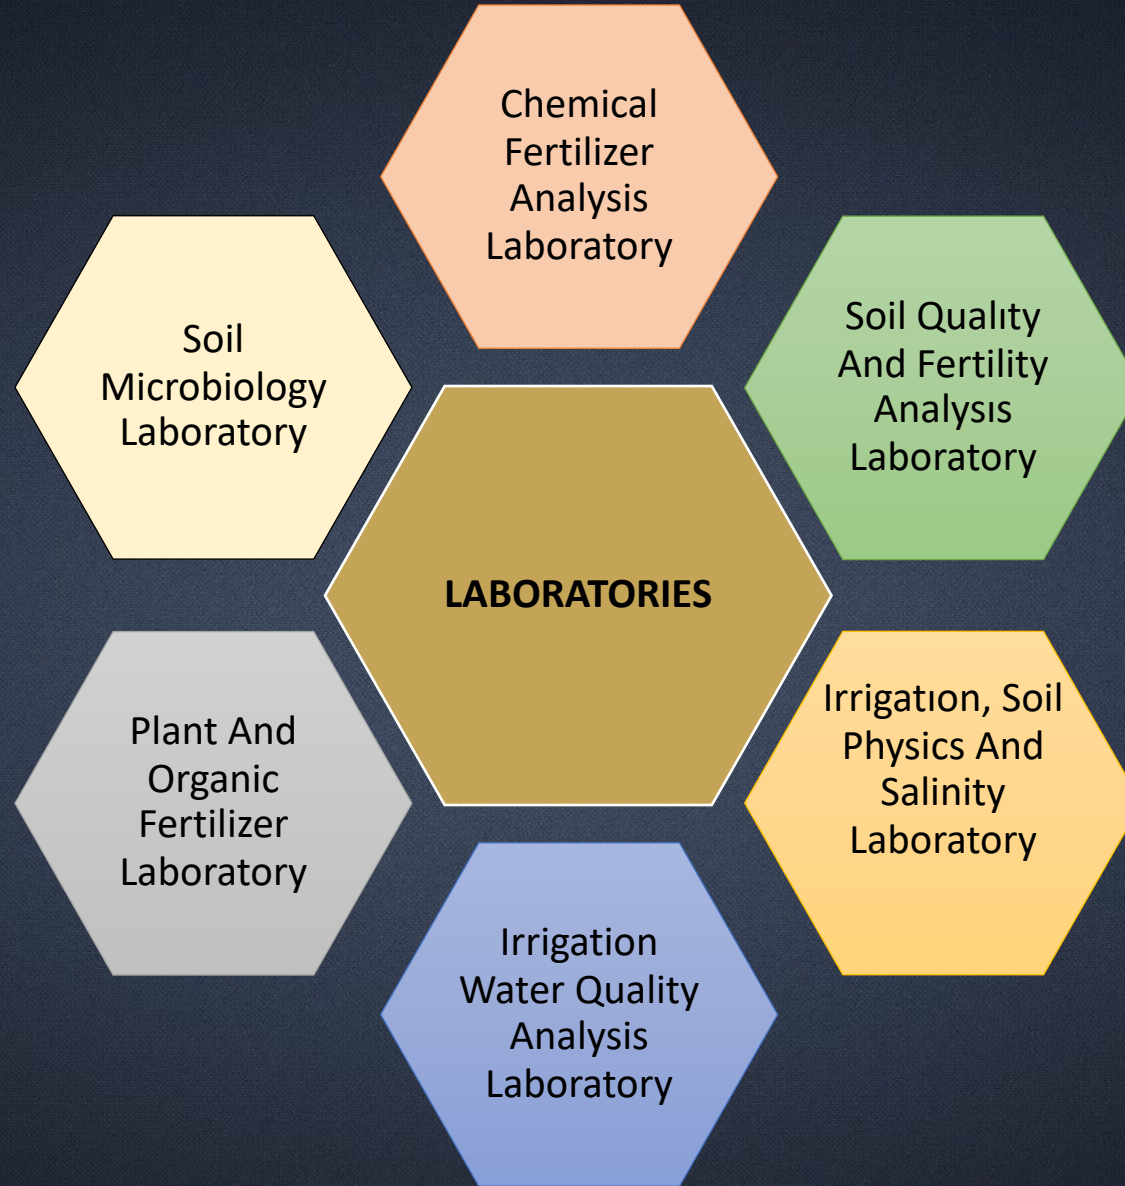 Chemical
Fertilizer
Analysis
Laboratory
Soil Qualıty
And Fertility
Analysıs
Laboratory
Irrigatıon, Soil
Physics And
Salinity
Laboratory
Irrigation
Water Quality
Analysis
Laboratory
Plant And
Organic
Fertilizer
Laboratory
Soil
Microbiology
Laboratory
LABORATORIES